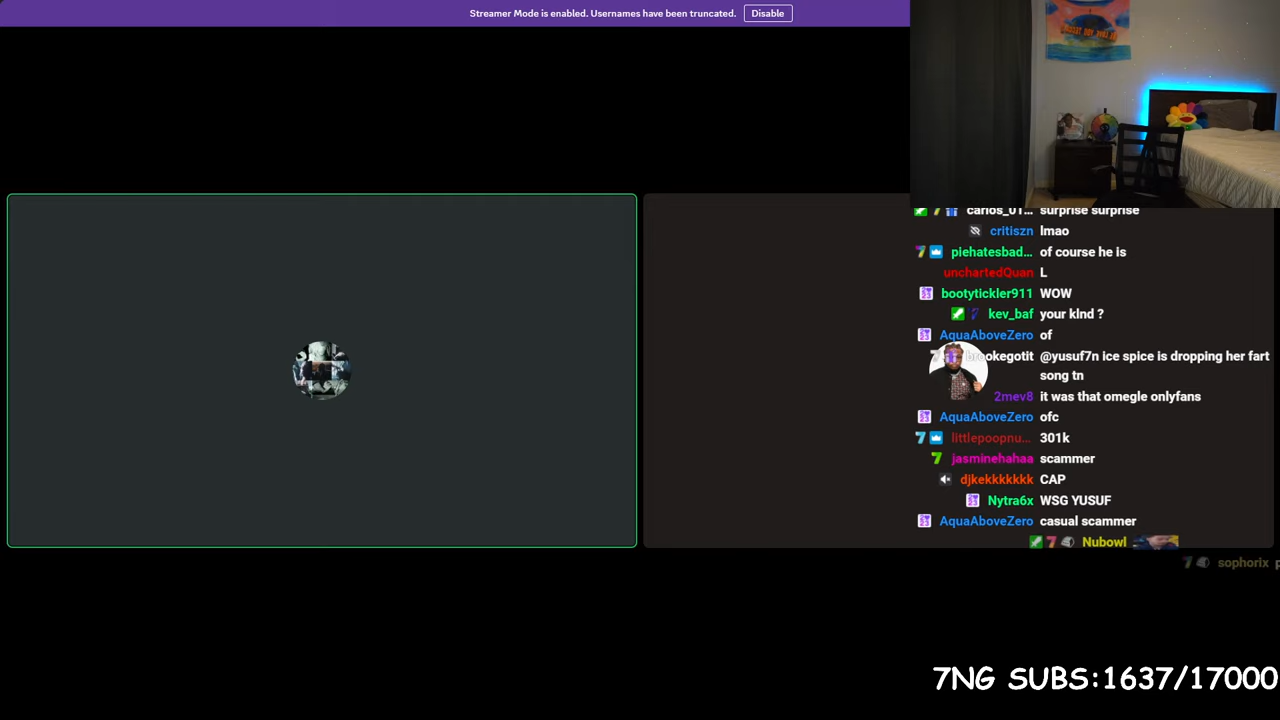 Streamer Mode is enabled. Usernames have been truncated. Disable
carlos_01... surprise surprise
critiszn lmao
piehatesbad... of course he is
unchartedQuan L
bootytickler911 WOW
kev_baf your klnd ?
AquaAboveZero of
brookegotit @yusuf7n ice spice is dropping her fart
song tn
2mev8 it was that omegle onlyfans
AquaAboveZero ofc
littlepoopnu... 301k
jasminehahaa scammer
djkekkkkkkk CAP
Nytra6x WSG YUSUF
AquaAboveZero casual scammer
Nubowl
sophorix
7NG SUBS:1637/17000